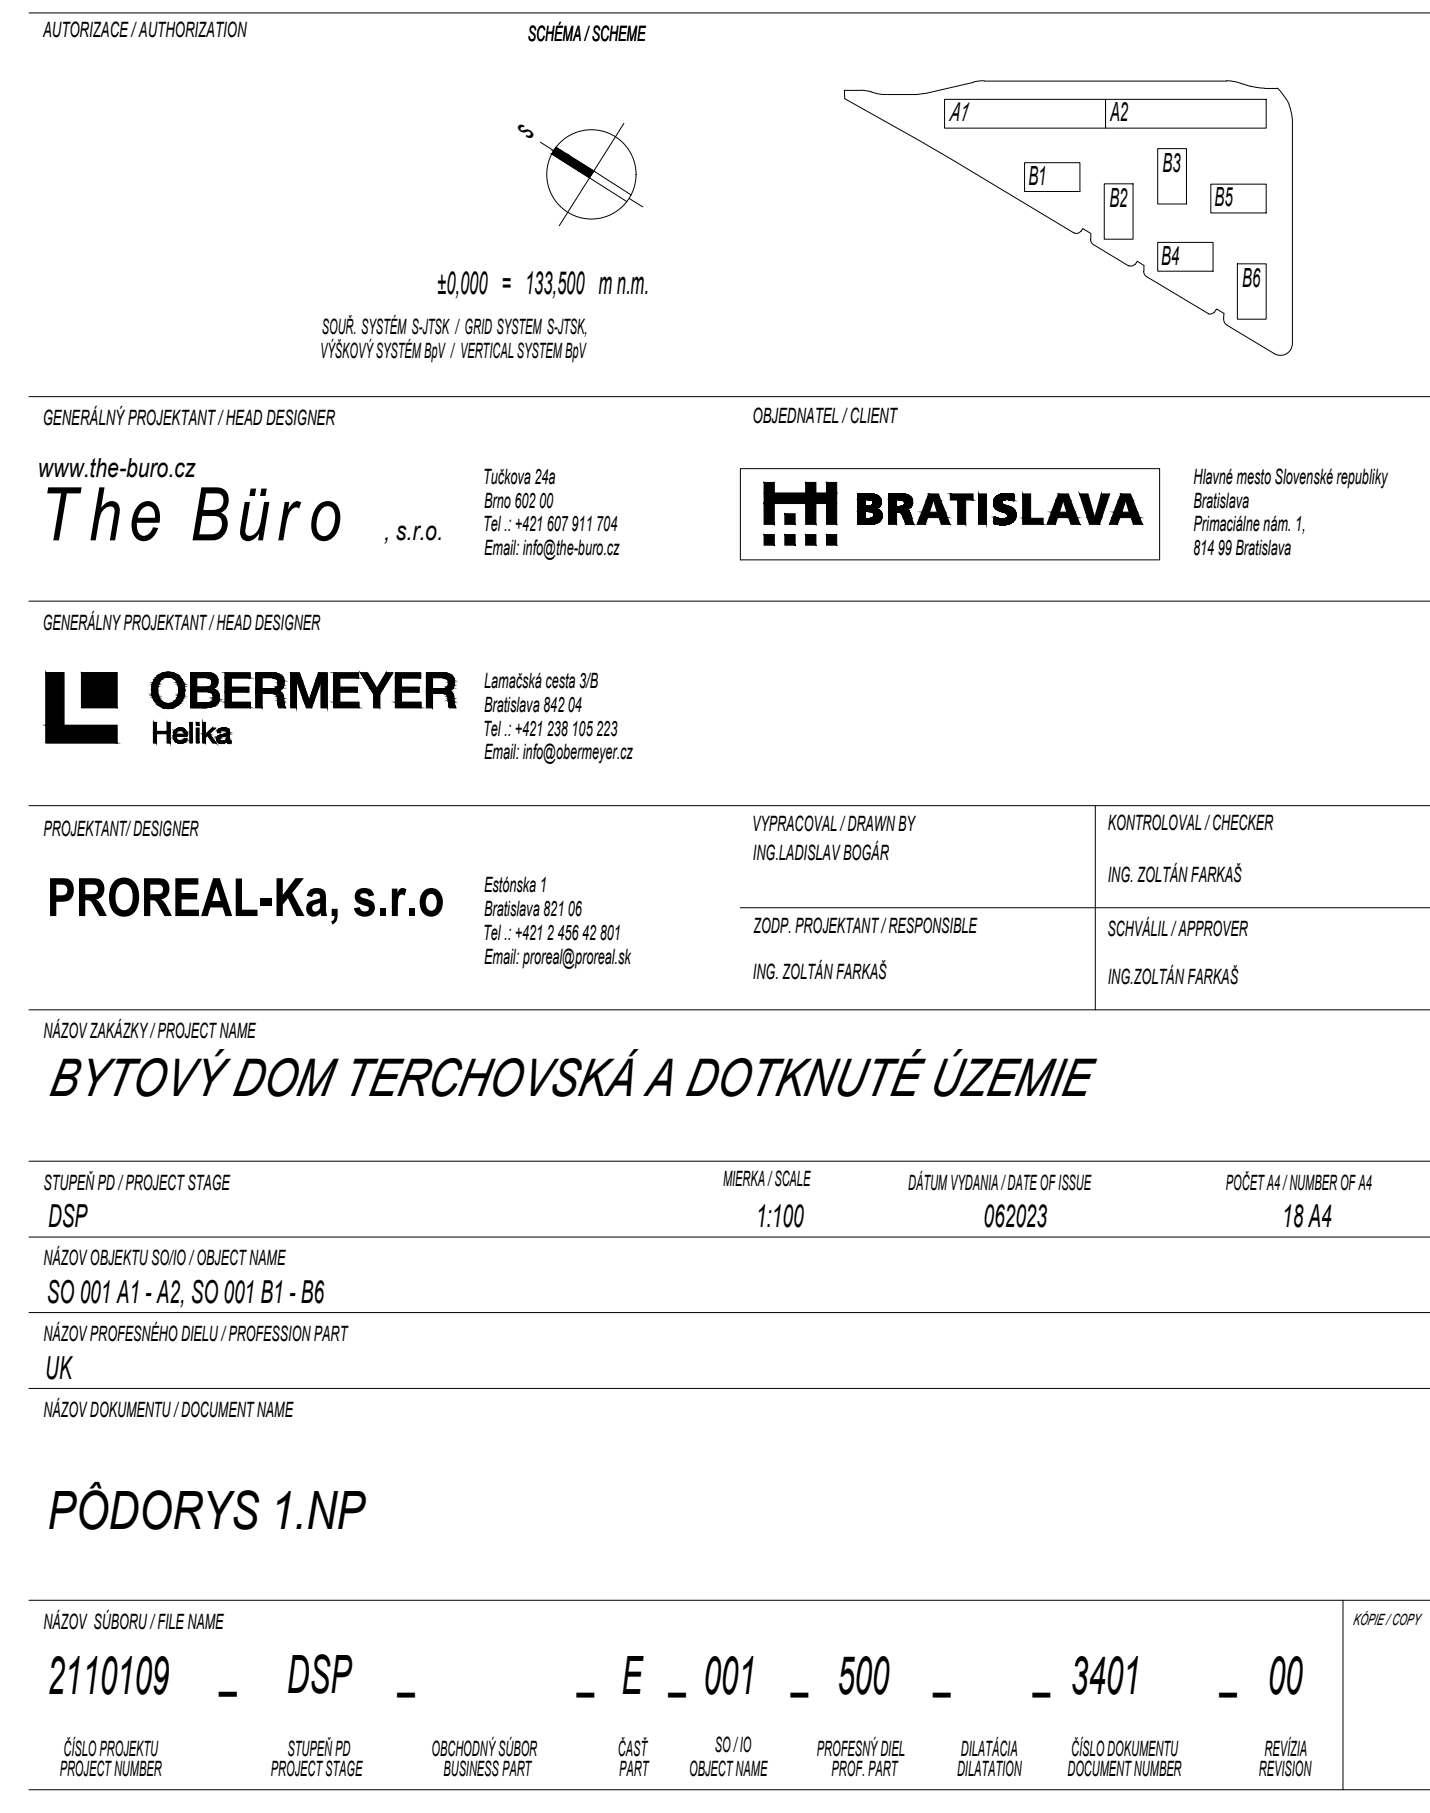 AUTORIZACE / AUTHORIZATION
SCHÉMA / SCHEME
S
A1
A2
B1
B2
B3
B5
B4
B6
±0,000 = 133,500 m n.m.
SOUŘ. SYSTÉM S-JTSK / GRID SYSTEM S-JTSK,
VÝŠKOVÝ SYSTÉM BpV / VERTICAL SYSTEM BpV
GENERÁLNÝ PROJEKTANT / HEAD DESIGNER
www.the-buro.cz
The Büro , s.r.o.
Tučkova 24a
Brno 602 00
Tel .: +421 607 911 704
Email: info@the-buro.cz
OBJEDNATEL / CLIENT
BRATISLAVA
Hlavné mesto Slovenské republiky
Bratislava
Primaciálne nám. 1,
814 99 Bratislava
GENERÁLNY PROJEKTANT / HEAD DESIGNER
OBERMEYER
Helika
Lamačská cesta 3/B
Bratislava 842 04
Tel .: +421 238 105 223
Email: info@obermeyer.cz
PROJEKTANT/ DESIGNER
PROREAL-Ka, s.r.o
Estónska 1
Bratislava 821 06
Tel .: +421 2 456 42 801
Email: proreal@proreal.sk
VYPRACOVAL / DRAWN BY
ING.LADISLAV BOGÁR
KONTROLOVAL / CHECKER
ING. ZOLTÁN FARKAŠ
ZODP. PROJEKTANT / RESPONSIBLE
ING. ZOLTÁN FARKAŠ
SCHVÁLIL / APPROVER
ING.ZOLTÁN FARKAŠ
NÁZOV ZAKÁZKY / PROJECT NAME
BYTOVÝ DOM TERCHOVSKÁ A DOTKNUTÉ ÚZEMIE
STUPEŇ PD / PROJECT STAGE
DSP
MIERKA / SCALE
1:100
DÁTUM VYDANIA / DATE OF ISSUE
062023
POČET A4 / NUMBER OF A4
18 A4
NÁZOV OBJEKTU SO/IO / OBJECT NAME
SO 001 A1 - A2, SO 001 B1 - B6
NÁZOV PROFESNÉHO DIELU / PROFESSION PART
UK
NÁZOV DOKUMENTU / DOCUMENT NAME
PÔDORYS 1.NP
NÁZOV SÚBORU / FILE NAME
KÓPIE / COPY
2110109 _ DSP _ _ E _ 001 _ 500 _ _ 3401 _ 00
ČÍSLO PROJEKTU
PROJECT NUMBER
STUPEŇ PD
PROJECT STAGE
OBCHODNÝ SÚBOR
BUSINESS PART
ČASŤ
PART
SO / IO
OBJECT NAME
PROFESNÝ DIEL
PROF. PART
DILATÁCIA
DILATATION
ČÍSLO DOKUMENTU
DOCUMENT NUMBER
REVÍZIA
REVISION